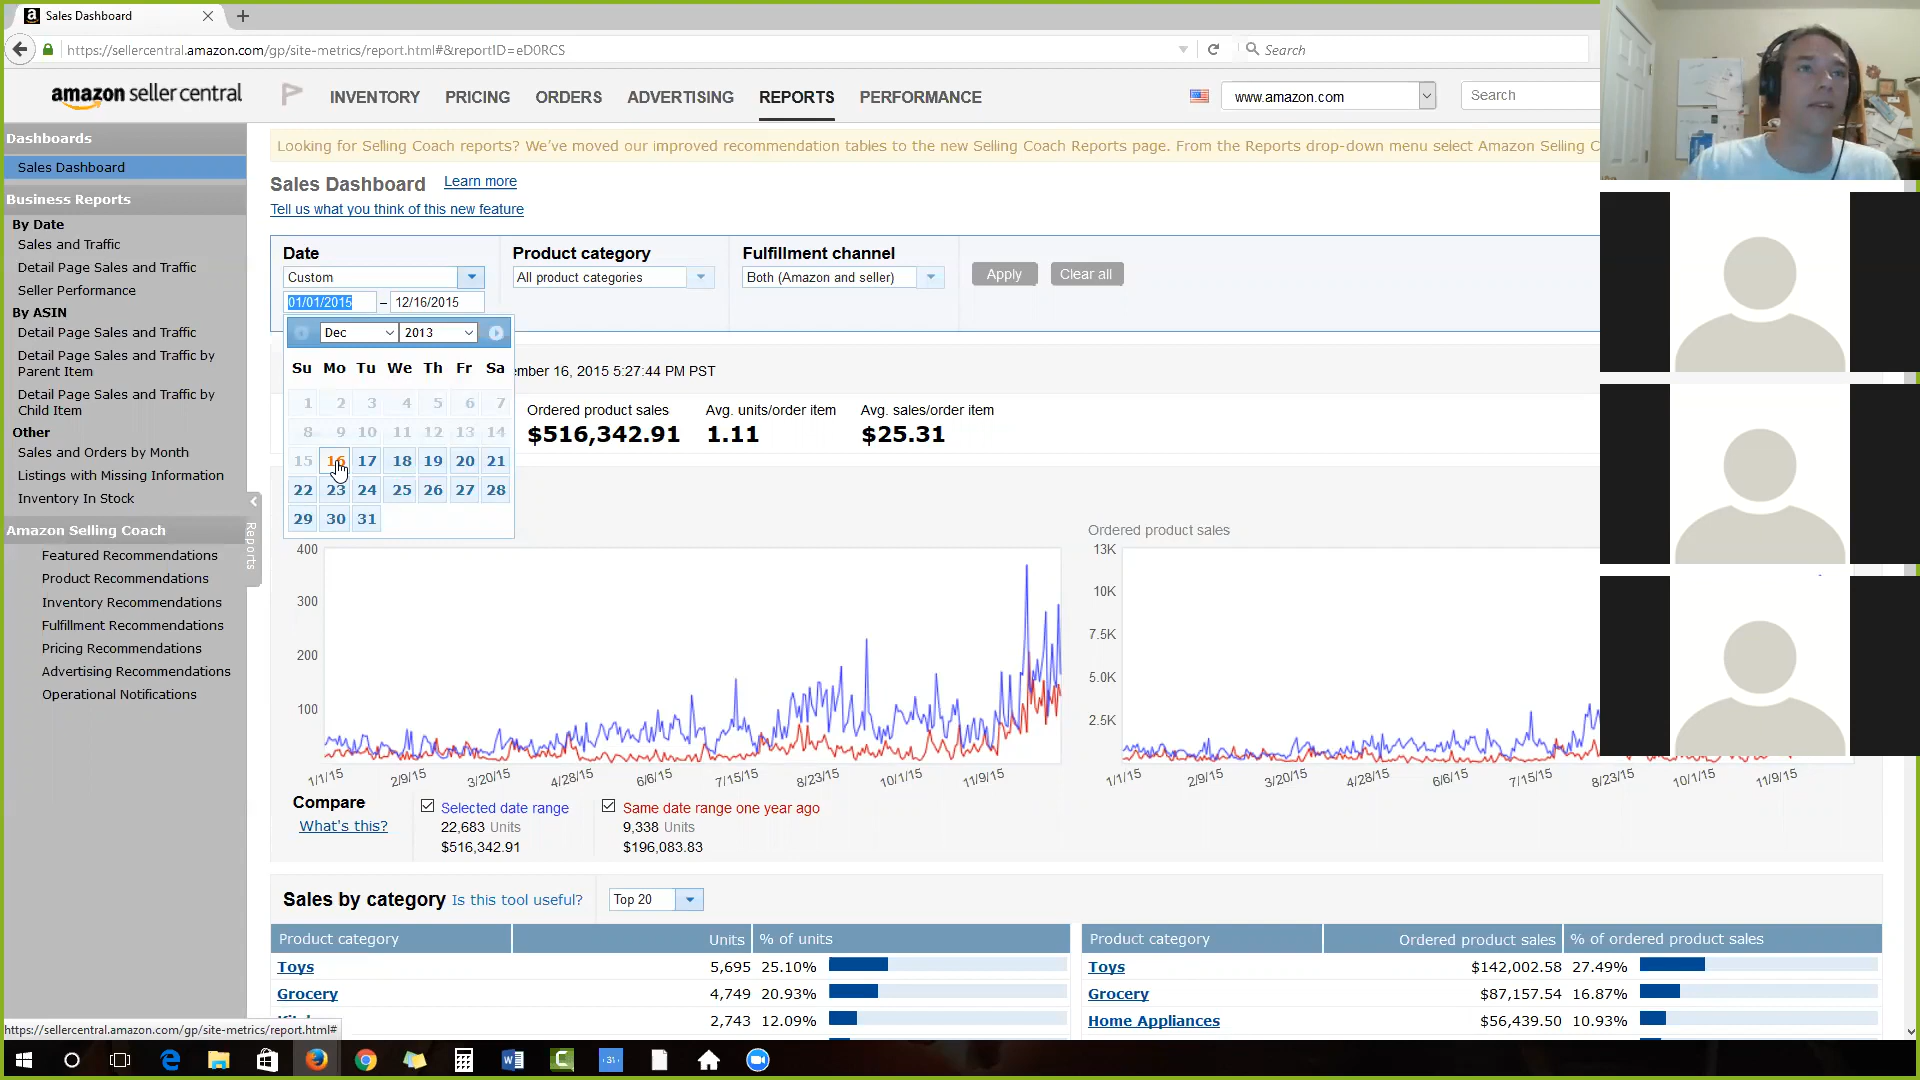 Sales Dashboard
https://sellercentral.amazon.com/gp/site-metrics/report.html#&reportID=eD0RCS
Search
amazon seller central
INVENTORY PRICING ORDERS ADVERTISING REPORTS PERFORMANCE
www.amazon.com
Search
Dashboards
Sales Dashboard
Business Reports
By Date
Sales and Traffic
Detail Page Sales and Traffic
Seller Performance
By ASIN
Detail Page Sales and Traffic
Detail Page Sales and Traffic by
Parent Item
Detail Page Sales and Traffic by
Child Item
Other
Sales and Orders by Month
Listings with Missing Information
Inventory In Stock
Amazon Selling Coach
Featured Recommendations
Product Recommendations
Inventory Recommendations
Fulfillment Recommendations
Pricing Recommendations
Advertising Recommendations
Operational Notifications
Reports
Looking for Selling Coach reports? We've moved our improved recommendation tables to the new Selling Coach Reports page. From the Reports drop-down menu select Amazon Selling C
Sales Dashboard Learn more
Tell us what you think of this new feature
Date Product category Fulfillment channel
Custom All product categories Both (Amazon and seller) Apply Clear all
01/01/2015 – 12/16/2015
Dec 2013
Su Mo Tu We Th Fr Sa
1 2 3 4 5 6 7
8 9 10 11 12 13 14
15 16 17 18 19 20 21
22 23 24 25 26 27 28
29 30 31
ember 16, 2015 5:27:44 PM PST
Ordered product sales Avg. units/order item Avg. sales/order item
$516,342.91 1.11 $25.31
400
300
200
100
1/1/15 2/9/15 3/20/15 4/28/15 6/6/15 7/15/15 8/23/15 10/1/15 11/9/15
Ordered product sales
13K
10K
7.5K
5.0K
2.5K
1/1/15 2/9/15 3/20/15 4/28/15 6/6/15 7/15/15 8/23/15 10/1/15 11/9/15
Compare Selected date range Same date range one year ago
What's this? 22,683 Units 9,338 Units
$516,342.91 $196,083.83
Sales by category Is this tool useful? Top 20
Product category Units % of units
Toys 5,695 25.10%
Grocery 4,749 20.93%
2,743 12.09%
Product category Ordered product sales % of ordered product sales
Toys $142,002.58 27.49%
Grocery $87,157.54 16.87%
Home Appliances $56,439.50 10.93%
https://sellercentral.amazon.com/gp/site-metrics/report.html#